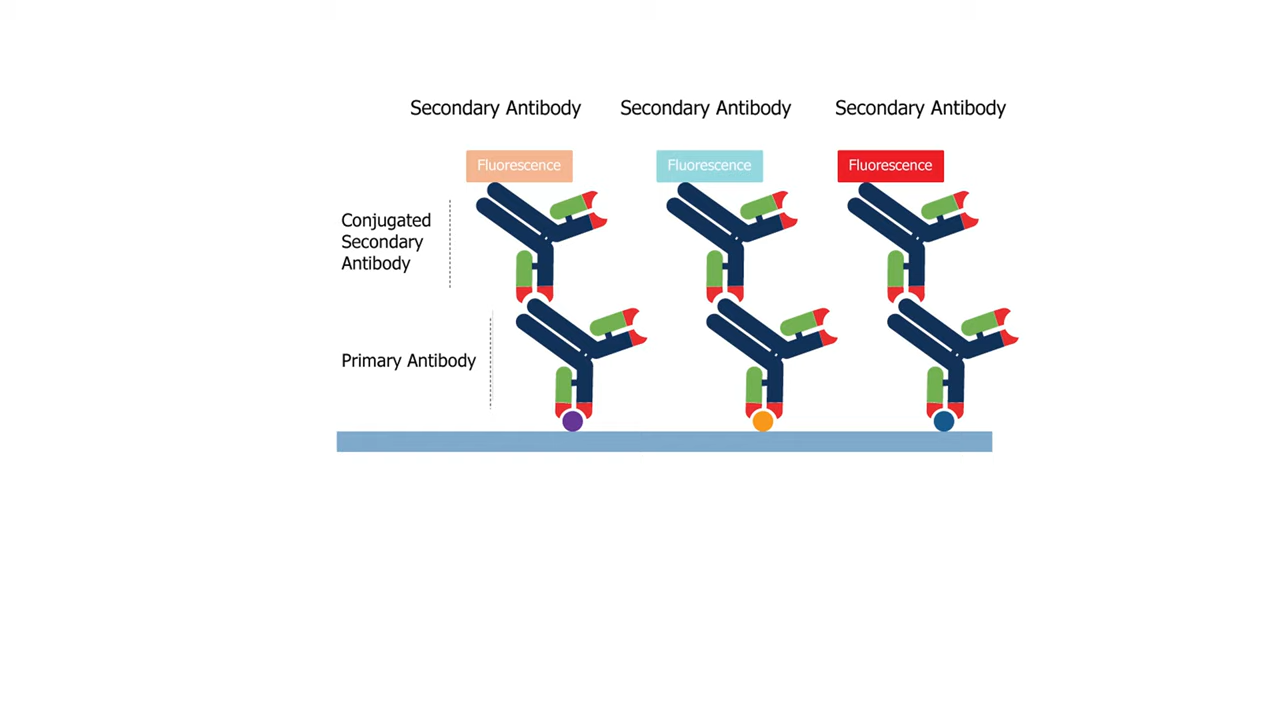 Secondary Antibody
Secondary Antibody
Secondary Antibody
Fluorescence
Fluorescence
Fluorescence
Conjugated
Secondary
Antibody
Primary Antibody